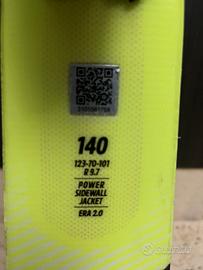 140
123-70-101
R 9.7
POWER
SIDEWALL
JACKET
ERA 2.0